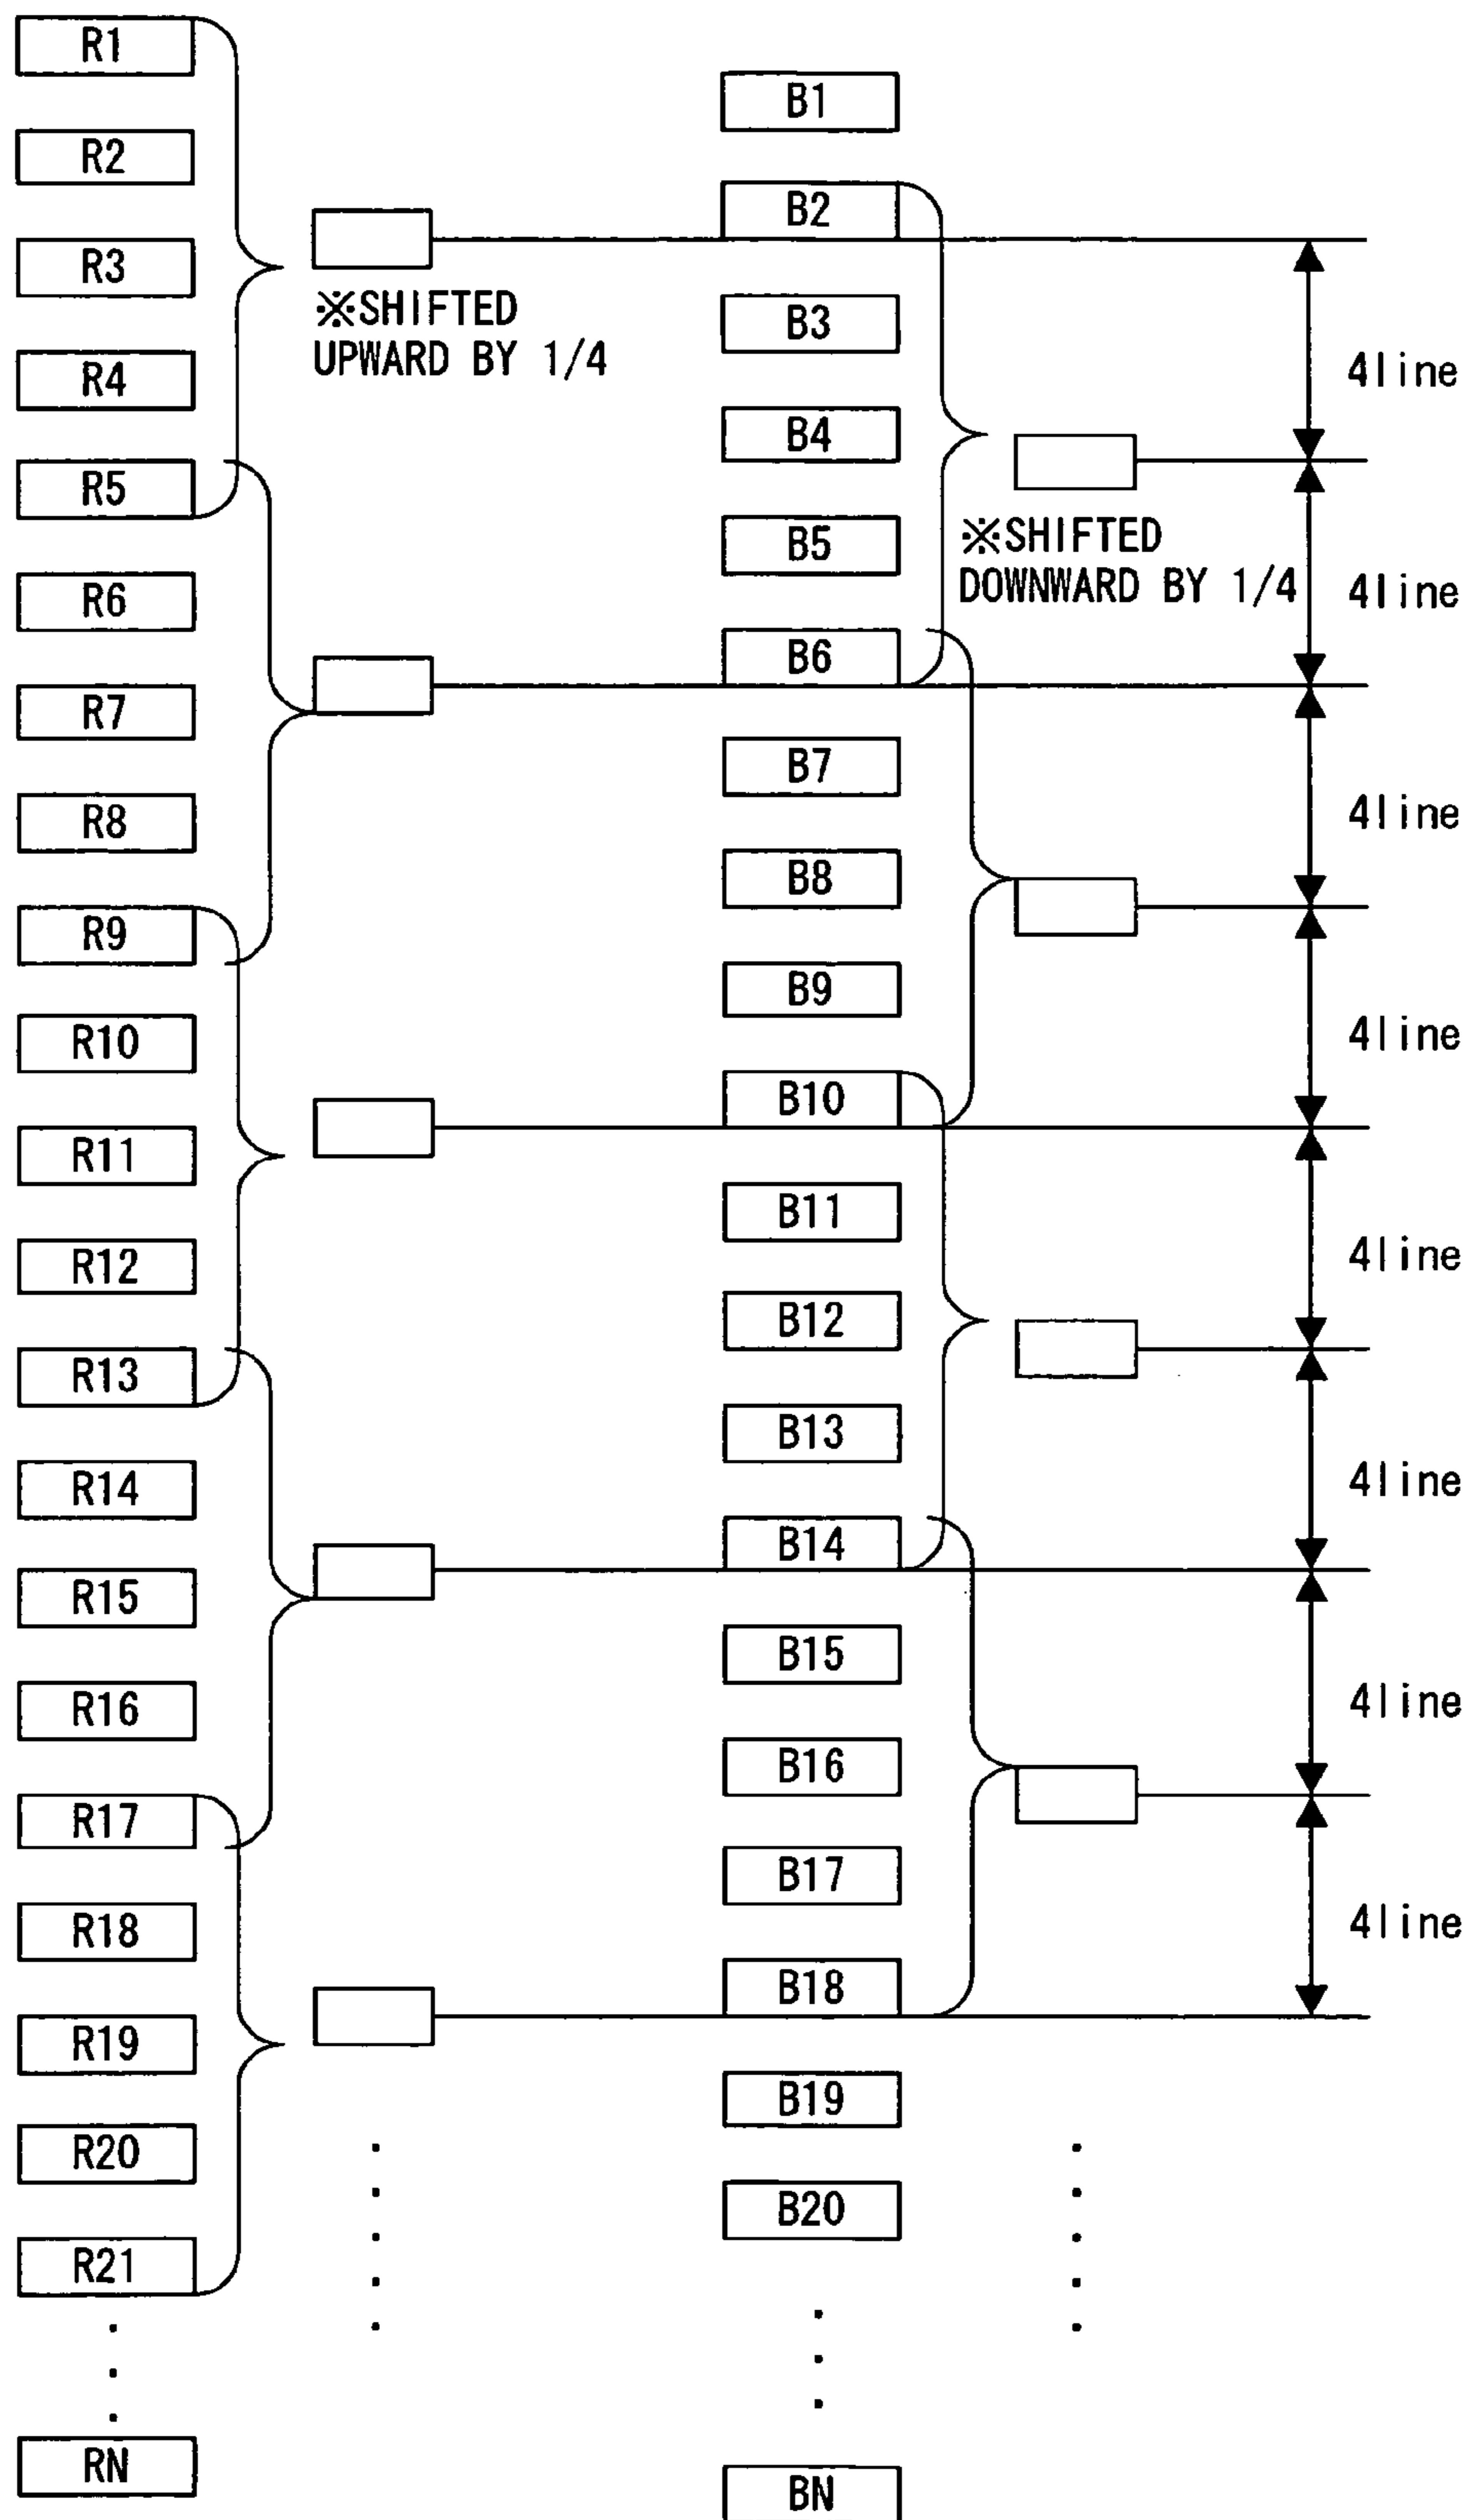 R1
R2
R3
R4
R5
R6
R7
R8
R9
R10
R11
R12
R13
R14
R15
R16
R17
R18
R19
R20
R21
RN
※SHIFTED
UPWARD BY 1/4
B1
B2
B3
B4
B5
B6
B7
B8
B9
B10
B11
B12
B13
B14
B15
B16
B17
B18
B19
B20
BN
※SHIFTED
DOWNWARD BY 1/4
4line
4line
4line
4line
4line
4line
4line
4line